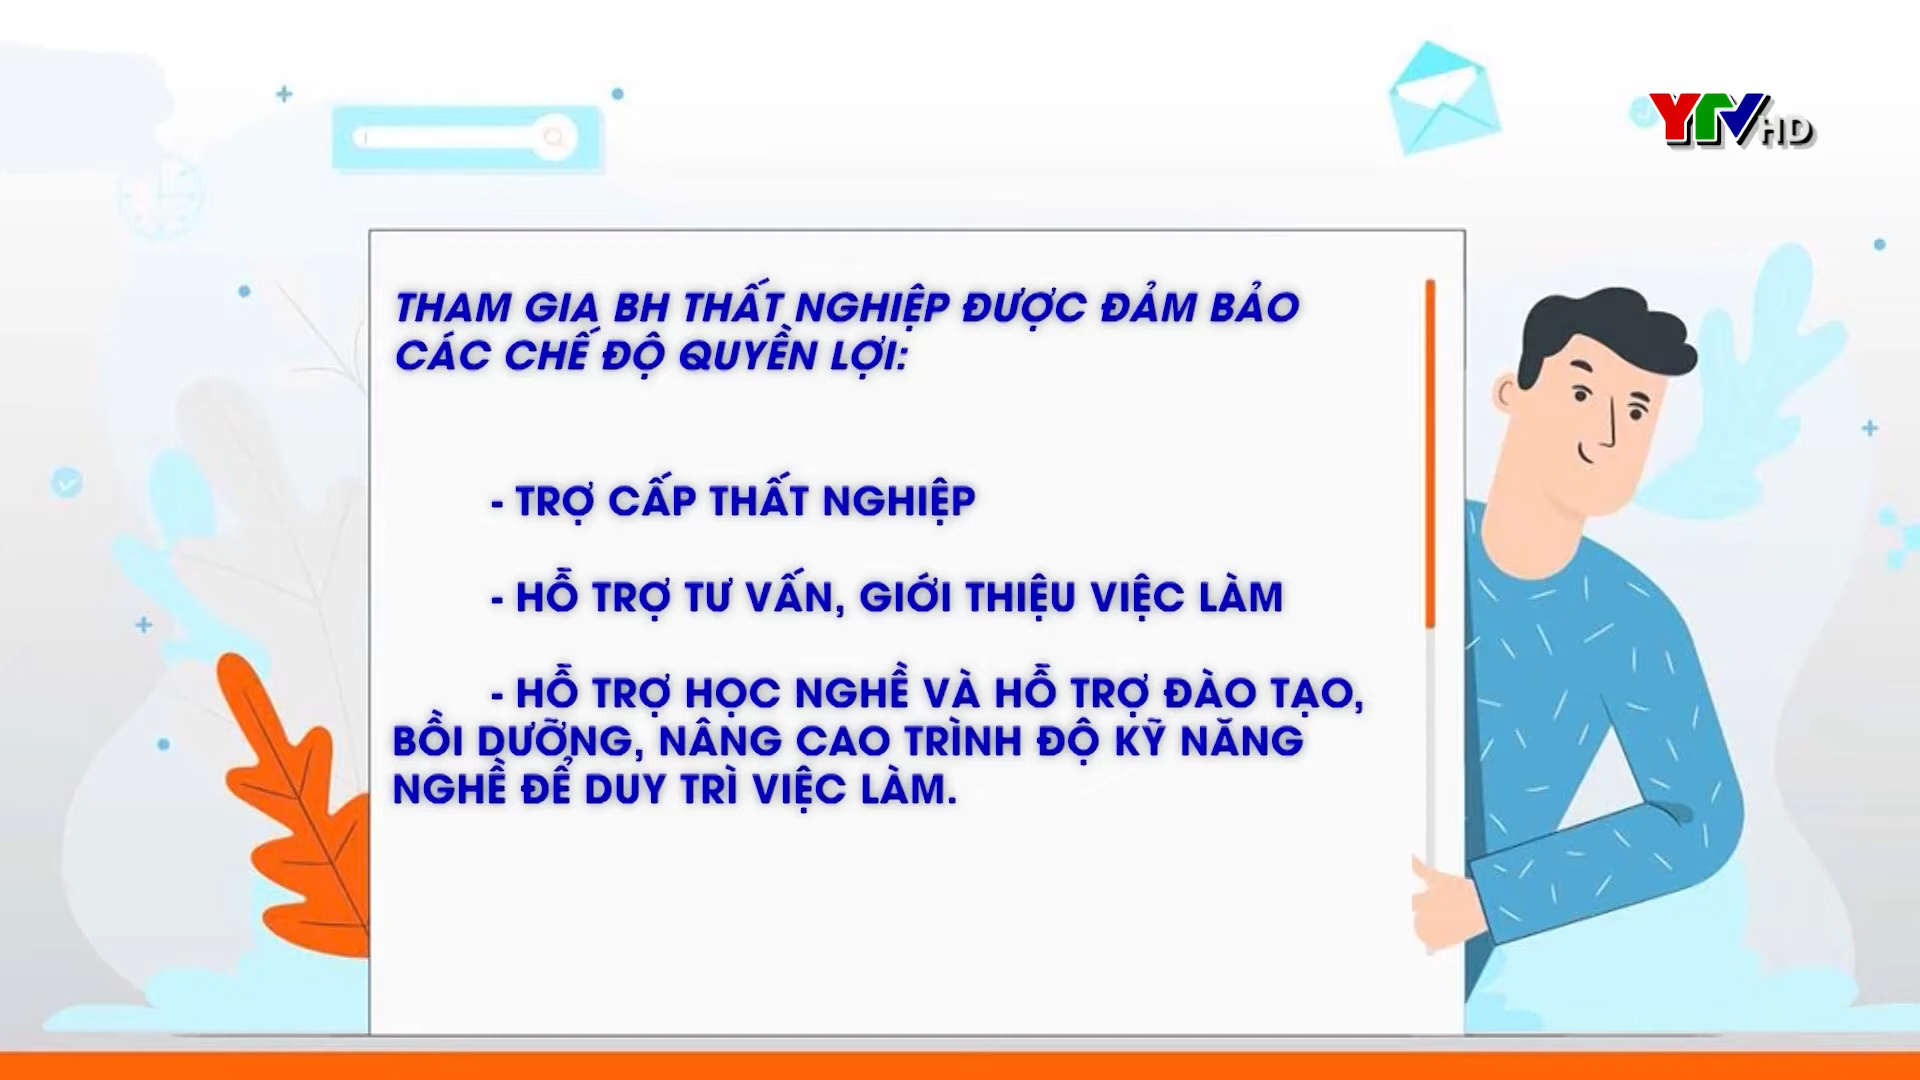 YTV HD
THAM GIA BH THẤT NGHIỆP ĐƯỢC ĐẢM BẢO
CÁC CHẾ ĐỘ QUYỀN LỢI:
- TRỢ CẤP THẤT NGHIỆP
- HỖ TRỢ TƯ VẤN, GIỚI THIỆU VIỆC LÀM
- HỖ TRỢ HỌC NGHỀ VÀ HỖ TRỢ ĐÀO TẠO,
BỒI DƯỠNG, NÂNG CAO TRÌNH ĐỘ KỸ NĂNG
NGHỀ ĐỂ DUY TRÌ VIỆC LÀM.